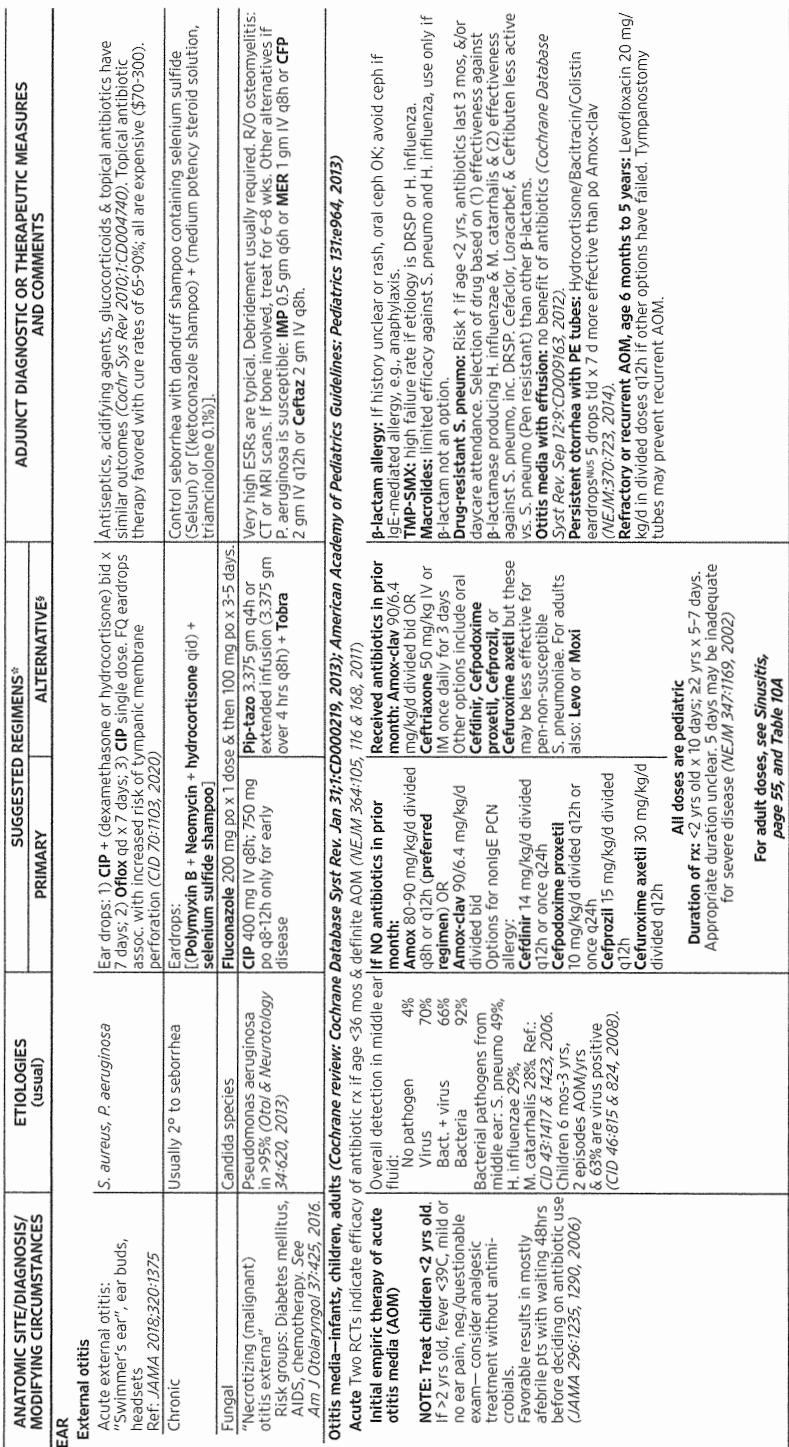 ANATOMIC SITE/DIAGNOSIS/
MODIFYING CIRCUMSTANCES
ETIOLOGIES
(usual)
SUGGESTED REGIMENS*
PRIMARY
ALTERNATIVE§
ADJUNCT DIAGNOSTIC OR THERAPEUTIC MEASURES
AND COMMENTS
EAR
External otitis
Acute external otitis:
"Swimmer's ear", ear buds,
headsets
Ref: JAMA 2018;320:1375
S. aureus, P. aeruginosa
Ear drops: 1) CIP + (dexamethasone or hydrocortisone) bid x
7 days; 2) Oflox qd x 7 days; 3) CIP single dose. FQ eardrops
assoc. with increased risk of tympanic membrane
perforation (CID 70:1103, 2020)
Antiseptics, acidifying agents, glucocorticoids & topical antibiotics have
similar outcomes (Cochr Sys Rev 2010;1:CD004740). Topical antibiotic
therapy favored with cure rates of 65-90%; all are expensive ($70-300).
Chronic
Usually 2° to seborrhea
Eardrops:
[(Polymyxin B + Neomycin + hydrocortisone qid) +
selenium sulfide shampoo]
Control seborrhea with dandruff shampoo containing selenium sulfide
(Selsun) or [(ketoconazole shampoo) + (medium potency steroid solution,
triamcinolone 0.1%)].
Fungal
Candida species
Fluconazole 200 mg po x 1 dose & then 100 mg po x 3-5 days.
"Necrotizing (malignant)
otitis externa"
Risk groups: Diabetes mellitus,
AIDS, chemotherapy. See
Am J Otolaryngol 37:425, 2016.
Pseudomonas aeruginosa
in >95% (Otol & Neurotology
34:620, 2013)
CIP 400 mg IV q8h; 750 mg
po q8-12h only for early
disease
Pip-tazo 3.375 gm q4h or
extended infusion (3.375 gm
over 4 hrs q8h) + Tobra
Very high ESRs are typical. Debridement usually required. R/O osteomyelitis:
CT or MRI scans. If bone involved, treat for 6-8 wks. Other alternatives if
P. aeruginosa is susceptible: IMP 0.5 gm q6h or MER 1 gm IV q8h or CFP
2 gm IV q12h or Ceftaz 2 gm IV q8h.
Otitis media—infants, children, adults (Cochrane review: Cochrane Database Syst Rev. Jan 31;1:CD000219, 2013); American Academy of Pediatrics Guidelines: Pediatrics 131:e964, 2013)
Acute Two RCTs indicate efficacy of antibiotic rx if age <36 mos & definite AOM (NEJM 364:105, 116 & 168, 2011)
Initial empiric therapy of acute
otitis media (AOM)
NOTE: Treat children <2 yrs old.
If >2 yrs old, fever <39C, mild or
no ear pain, neg./questionable
exam— consider analgesic
treatment without antimi-
crobials.
Favorable results in mostly
afebrile pts with waiting 48hrs
before deciding on antibiotic use
(JAMA 296:1235, 1290, 2006)
Overall detection in middle ear
fluid:
No pathogen 4%
Virus 70%
Bact. + virus 66%
Bacteria 92%
Bacterial pathogens from
middle ear: S. pneumo 49%,
H. influenzae 29%,
M. catarrhalis 28%. Ref.:
CID 43:1417 & 1423, 2006.
Children 6 mos-3 yrs,
2 episodes AOM/yrs
& 63% are virus positive
(CID 46:815 & 824, 2008).
If NO antibiotics in prior
month:
Amox 80-90 mg/kg/d divided
q8h or q12h (preferred
regimen) OR
Amox-clav 90/6.4 mg/kg/d
divided bid
Options for nonIgE PCN
allergy:
Cefdinir 14 mg/kg/d divided
q12h or once q24h
Cefpodoxime proxetil
10 mg/kg/d divided q12h or
once q24h
Cefprozil 15 mg/kg/d divided
q12h
Cefuroxime axetil 30 mg/kg/d
divided q12h
Received antibiotics in prior
month: Amox-clav 90/6.4
mg/kg/d divided bid OR
Ceftriaxone 50 mg/kg IV or
IM once daily for 3 days
Other options include oral
Cefdinir, Cefpodoxime
proxetil, Cefprozil, or
Cefuroxime axetil but these
may be less effective for
pen-non-susceptible
S. pneumoniae. For adults
also: Levo or Moxi
All doses are pediatric
Duration of rx: <2 yrs old x 10 days; ≥2 yrs x 5-7 days.
Appropriate duration unclear. 5 days may be inadequate
for severe disease (NEJM 347:1169, 2002)
For adult doses, see Sinusitis,
page 55, and Table 10A
β-lactam allergy: If history unclear or rash, oral ceph OK; avoid ceph if
IgE-mediated allergy, e.g., anaphylaxis.
TMP-SMX: high failure rate if etiology is DRSP or H. influenza.
Macrolides: limited efficacy against S. pneumo and H. influenza, use only if
β-lactam not an option.
Drug-resistant S. pneumo: Risk ↑ if age <2 yrs, antibiotics last 3 mos, &/or
daycare attendance. Selection of drug based on (1) effectiveness against
β-lactamase producing H. influenzae & M. catarrhalis & (2) effectiveness
against S. pneumo, inc. DRSP. Cefaclor, Loracarbef, & Ceftibuten less active
vs. S. pneumo (Pen resistant) than other β-lactams.
Otitis media with effusion: no benefit of antibiotics (Cochrane Database
Syst Rev. Sep 12:9:CD009163, 2012).
Persistent otorrhea with PE tubes: Hydrocortisone/Bacitracin/Colistin
eardropsNUS 5 drops tid x 7 d more effective than po Amox-clav
(NEJM:370:723, 2014).
Refractory or recurrent AOM, age 6 months to 5 years: Levofloxacin 20 mg/
kg/d in divided doses q12h if other options have failed. Tympanostomy
tubes may prevent recurrent AOM.